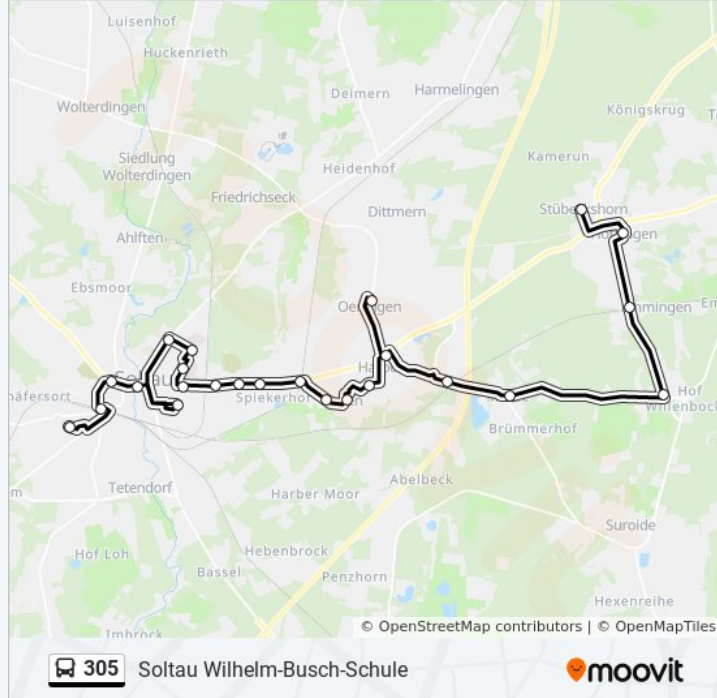 Luisenhof
Huckenrieth
Deimern
Harmelingen
Wolterdingen
Königskrug
Siedlung
Wolterdingen
Kamerun
Heidenhof
Friedrichseck
Dittmern
Stübeckshorn
Ahlften
Ebsmoor
Oeningen
Spiekerhof
Hof
Willenbock
Brümmerhof
Tetendorf
Abelbeck
Harber Moor
Suroide
Hof Loh
Hebenbrock
Bassel
Penzhorn
Hexenreihe
Imbrock
© OpenStreetMap contributors | © OpenMapTiles
305 Soltau Wilhelm-Busch-Schule
moovit